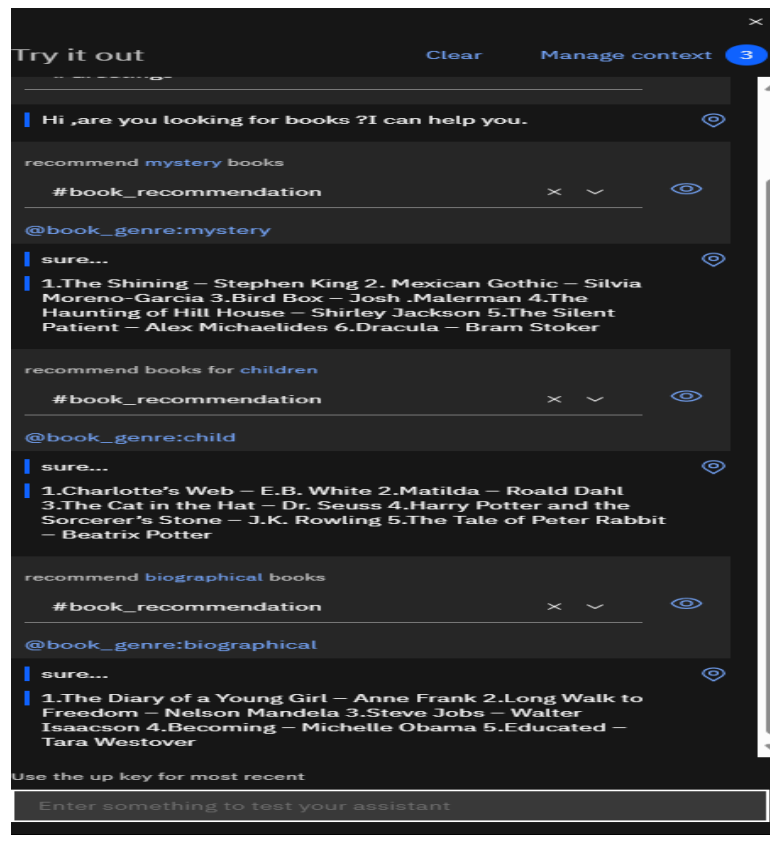 Try it out
Clear
Manage context
3
Hi ,are you looking for books ?I can help you.
recommend mystery books
#book_recommendation
@book_genre:mystery
sure...
1.The Shining – Stephen King 2. Mexican Gothic – Silvia
Moreno-Garcia 3.Bird Box – Josh .Malerman 4.The
Haunting of Hill House – Shirley Jackson 5.The Silent
Patient – Alex Michaelides 6.Dracula – Bram Stoker
recommend books for children
#book_recommendation
@book_genre:child
sure...
1.Charlotte's Web – E.B. White 2.Matilda – Roald Dahl
3.The Cat in the Hat – Dr. Seuss 4.Harry Potter and the
Sorcerer's Stone – J.K. Rowling 5.The Tale of Peter Rabbit
– Beatrix Potter
recommend biographical books
#book_recommendation
@book_genre:biographical
sure...
1.The Diary of a Young Girl – Anne Frank 2.Long Walk to
Freedom – Nelson Mandela 3.Steve Jobs – Walter
Isaacson 4.Becoming – Michelle Obama 5.Educated –
Tara Westover
Use the up key for most recent
Enter something to test your assistant